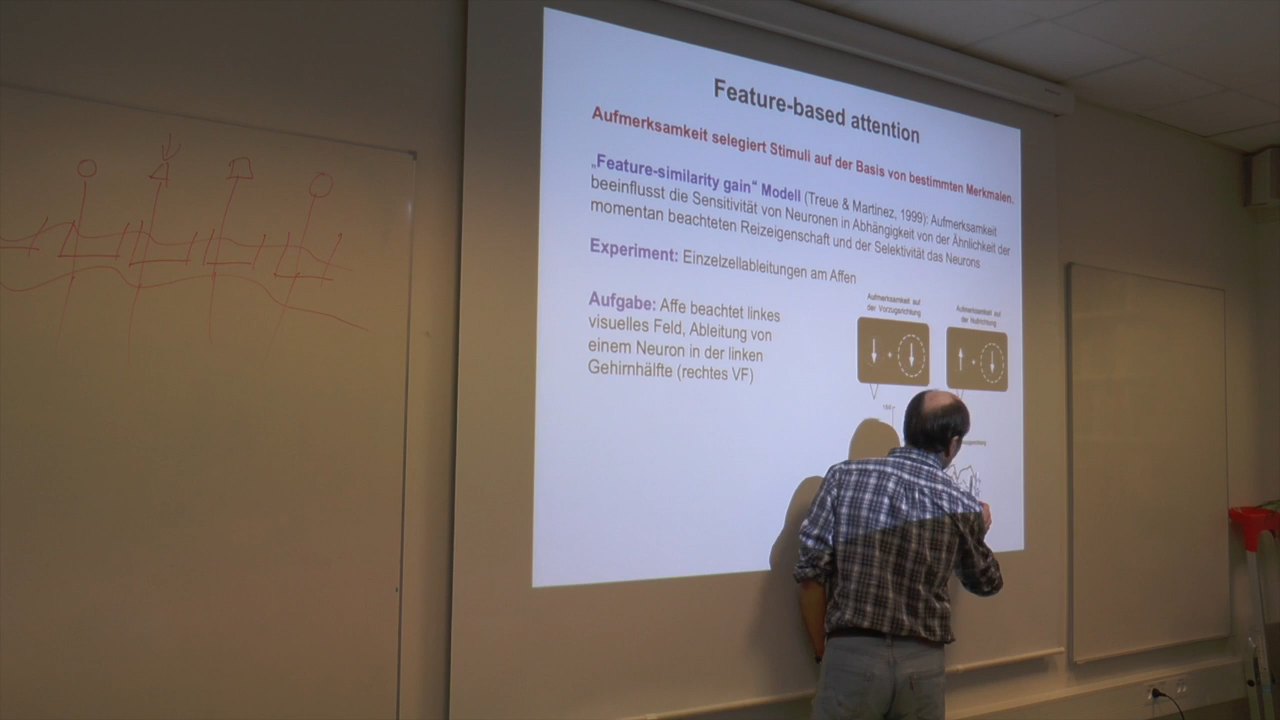 Feature-based attention
Aufmerksamkeit selegiert Stimuli auf der Basis von bestimmten Merkmalen.
„Feature-similarity gain“ Modell (Treue & Martinez, 1999): Aufmerksamkeit
beeinflusst die Sensitivität von Neuronen in Abhängigkeit von der Ähnlichkeit der
momentan beachteten Reizeigenschaft und der Selektivität das Neurons
Experiment: Einzelzellableitungen am Affen
Aufgabe: Affe beachtet linkes
visuelles Feld, Ableitung von
einem Neuron in der linken
Gehirnhälfte (rechtes VF)
Aufmerksamkeit auf
der Vorzugsrichtung
Aufmerksamkeit auf
der Nullrichtung